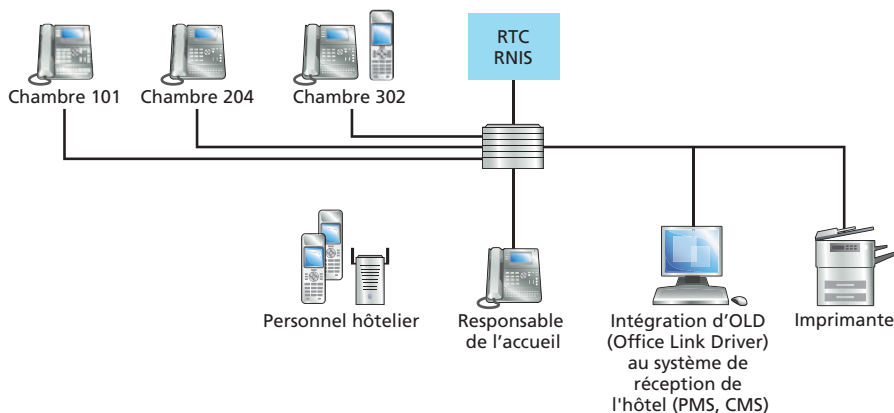 RTC
RNIS
Chambre 101
Chambre 204
Chambre 302
Personnel hôtelier
Responsable
de l'accueil
Intégration d'OLD
(Office Link Driver)
au système de
réception de
l'hôtel (PMS, CMS)
Imprimante